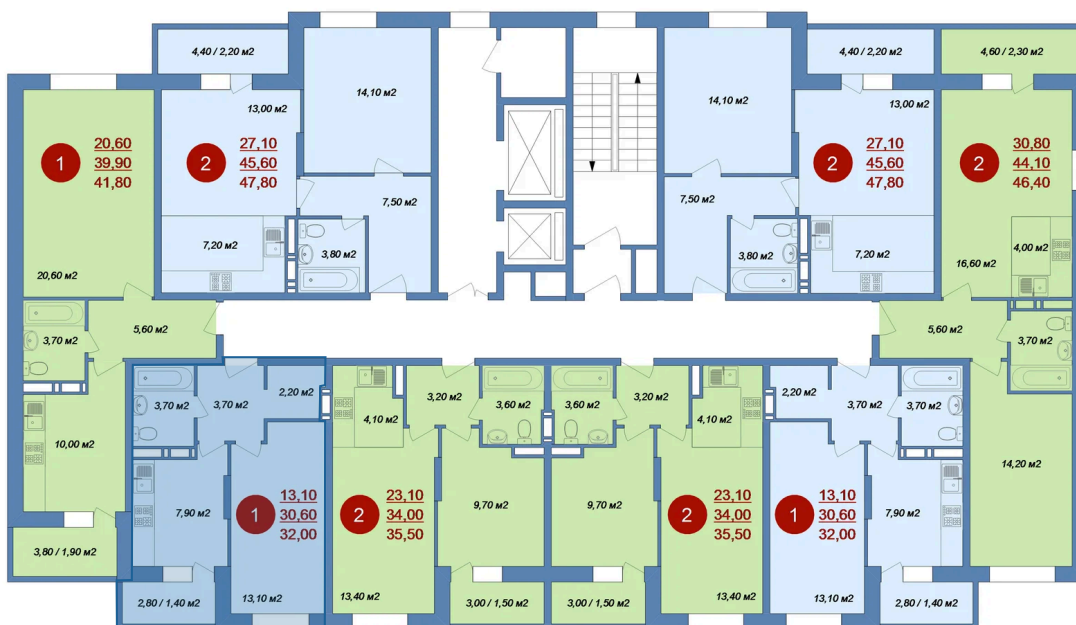 4,40 / 2,20 м2
14,10 м2
13,00 м2
2
27,10
45,60
47,80
7,20 м2
7,50 м2
3,80 м2
1
20,60
39,90
41,80
20,60 м2
3,70 м2
5,60 м2
10,00 м2
3,80 / 1,90 м2
14,10 м2
4,40 / 2,20 м2
13,00 м2
2
27,10
45,60
47,80
7,50 м2
3,80 м2
7,20 м2
4,60 / 2,30 м2
2
30,80
44,10
46,40
4,00 м2
16,60 м2
5,60 м2
3,70 м2
14,20 м2
3,70 м2
3,70 м2
2,20 м2
7,90 м2
1
13,10
30,60
32,00
2,80 / 1,40 м2
13,10 м2
4,10 м2
3,20 м2
3,60 м2
2
23,10
34,00
35,50
9,70 м2
13,40 м2
3,00 / 1,50 м2
3,60 м2
3,20 м2
4,10 м2
9,70 м2
2
23,10
34,00
35,50
3,00 / 1,50 м2
13,40 м2
2,20 м2
3,70 м2
3,70 м2
1
13,10
30,60
32,00
7,90 м2
13,10 м2
2,80 / 1,40 м2